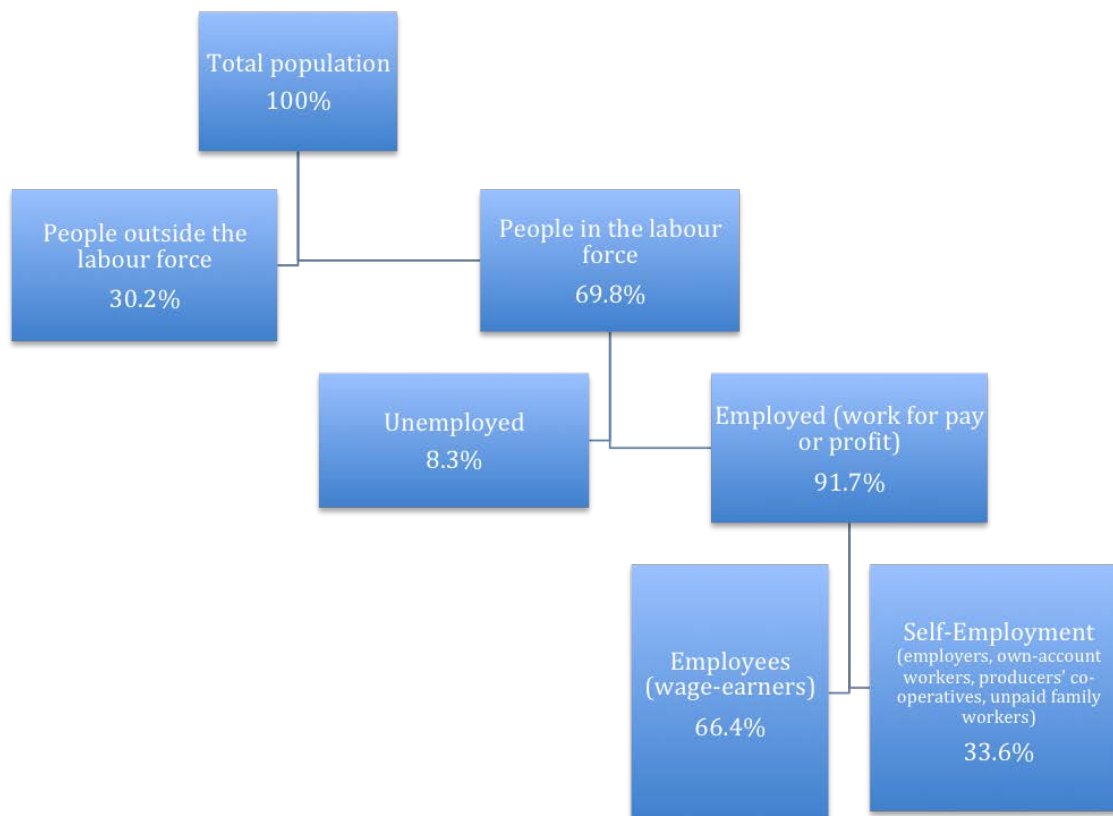 Total population
100%
People outside the
labour force
30.2%
People in the labour
force
69.8%
Unemployed
8.3%
Employed (work for pay
or profit)
91.7%
Employees
(wage-earners)
66.4%
Self-Employment
(employers, own-account
workers, producers' co-
operatives, unpaid family
workers)
33.6%